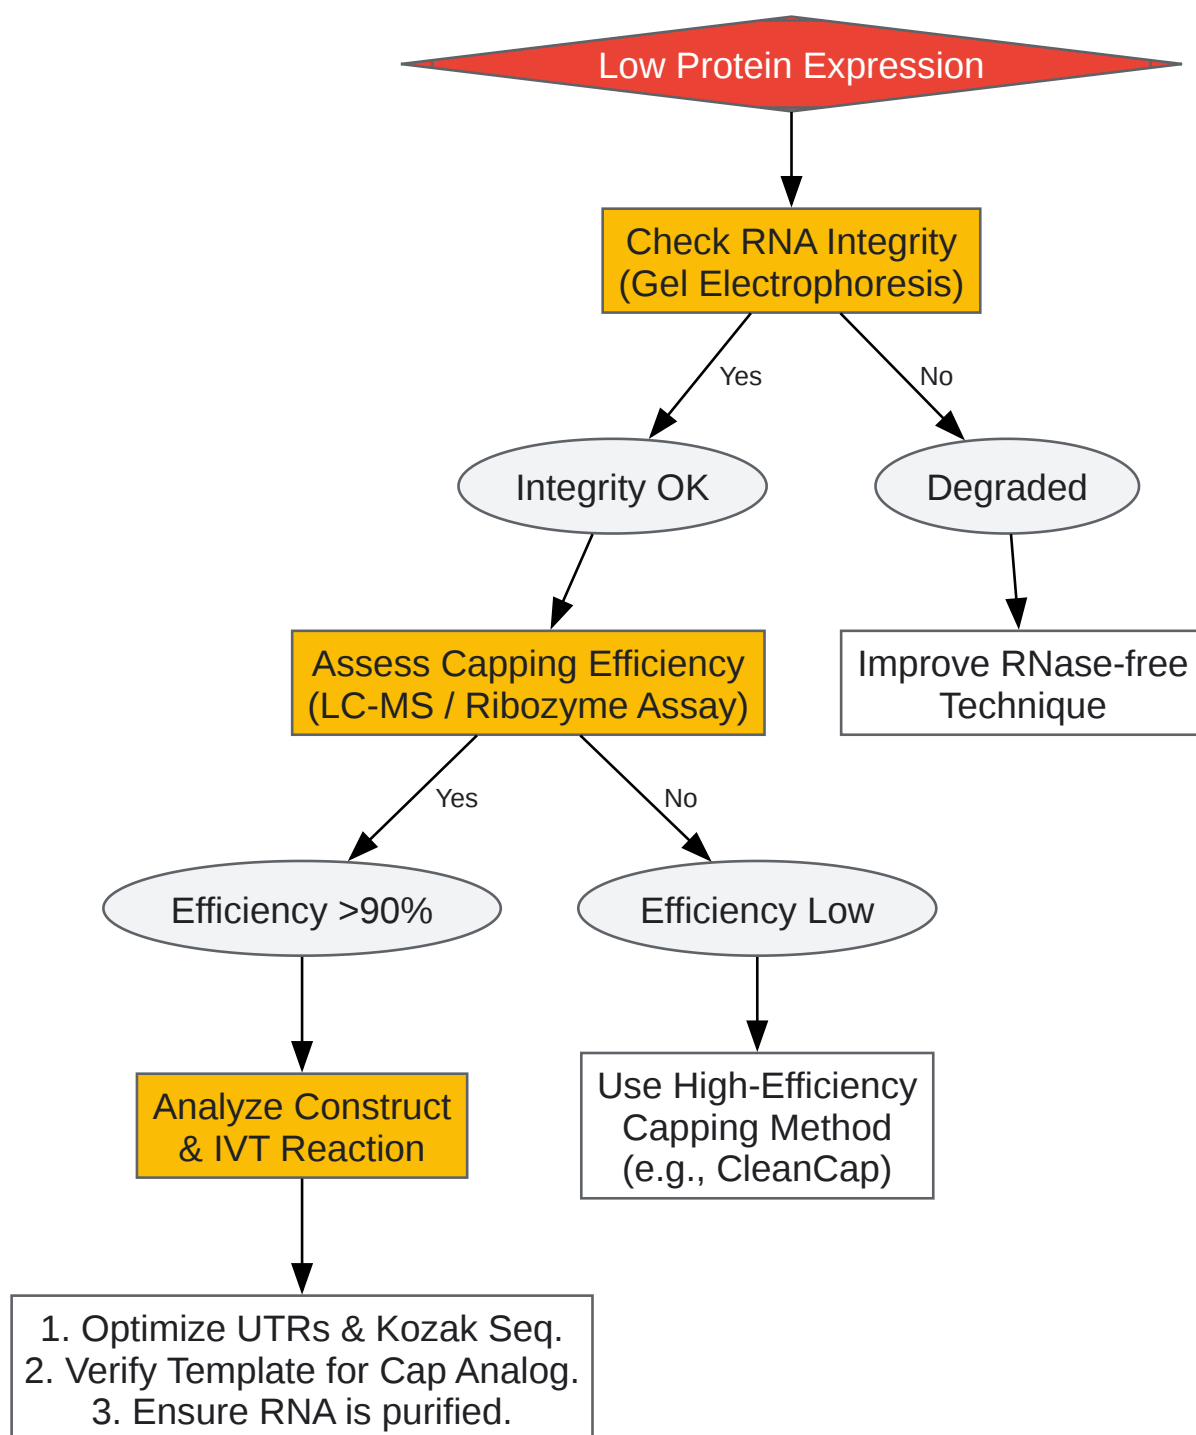 Low Protein Expression
Check RNA Integrity
(Gel Electrophoresis)
Yes
No
Integrity OK
Degraded
Assess Capping Efficiency
(LC-MS / Ribozyme Assay)
Improve RNase-free
Technique
Yes
No
Efficiency >90%
Efficiency Low
Analyze Construct
& IVT Reaction
Use High-Efficiency
Capping Method
(e.g., CleanCap)
1. Optimize UTRs & Kozak Seq.
2. Verify Template for Cap Analog.
3. Ensure RNA is purified.